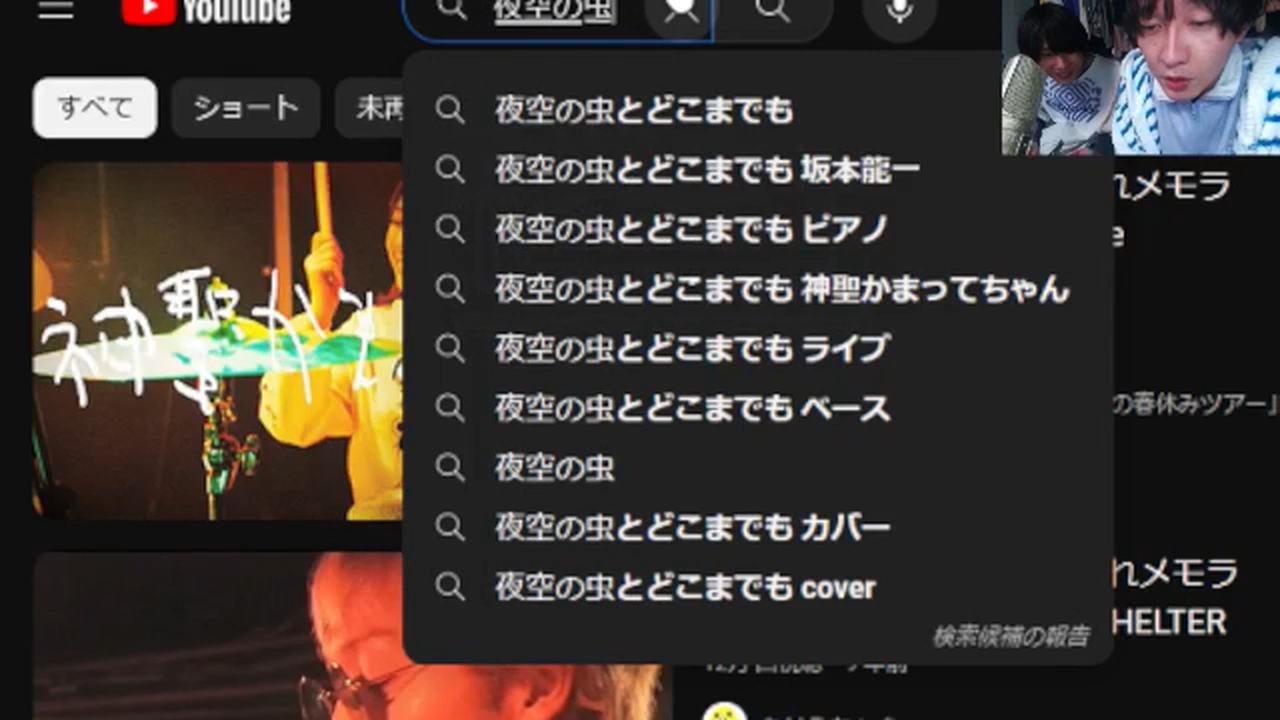 YouTube
夜空の虫
すべて
ショート
未再
夜空の虫とどこまでも
夜空の虫とどこまでも 坂本龍一
夜空の虫とどこまでも ピアノ
夜空の虫とどこまでも 神聖かまってちゃん
夜空の虫とどこまでも ライブ
夜空の虫とどこまでも ベース
夜空の虫
夜空の虫とどこまでも カバー
夜空の虫とどこまでも cover
検索候補の報告
れメモラ
e
の春休みツアー」
れメモラ
HELTER
神聖かま